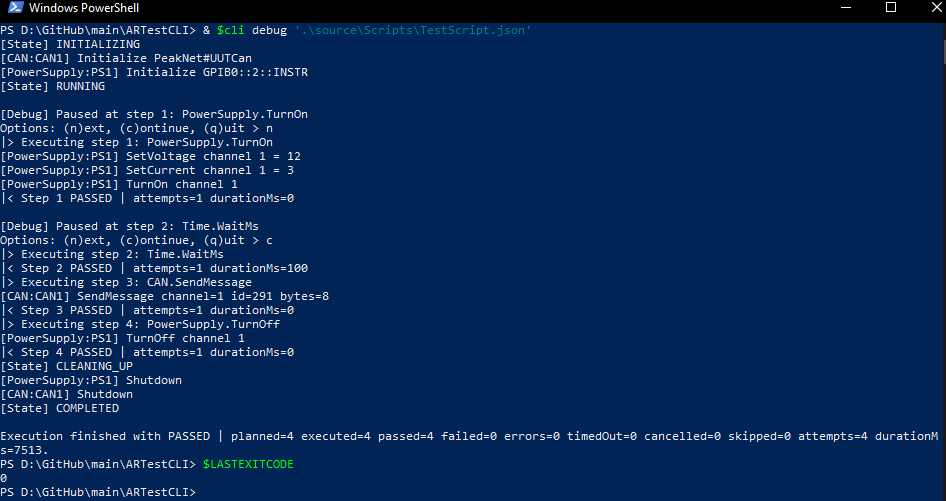 Windows PowerShell
PS D:\GitHub\main\ARTestCLI> & $cli debug '.\source\Scripts\TestScript.json'
[State] INITIALIZING
[CAN:CAN1] Initialize PeakNet#UUTCan
[PowerSupply:PS1] Initialize GPIB0::2::INSTR
[State] RUNNING

[Debug] Paused at step 1: PowerSupply.TurnOn
Options: (n)ext, (c)ontinue, (q)uit > n
|> Executing step 1: PowerSupply.TurnOn
[PowerSupply:PS1] SetVoltage channel 1 = 12
[PowerSupply:PS1] SetCurrent channel 1 = 3
[PowerSupply:PS1] TurnOn channel 1
|< Step 1 PASSED | attempts=1 durationMs=0

[Debug] Paused at step 2: Time.WaitMs
Options: (n)ext, (c)ontinue, (q)uit > c
|> Executing step 2: Time.WaitMs
|< Step 2 PASSED | attempts=1 durationMs=100
|> Executing step 3: CAN.SendMessage
[CAN:CAN1] SendMessage channel=1 id=291 bytes=8
|< Step 3 PASSED | attempts=1 durationMs=0
|> Executing step 4: PowerSupply.TurnOff
[PowerSupply:PS1] TurnOff channel 1
|< Step 4 PASSED | attempts=1 durationMs=0
[State] CLEANING_UP
[PowerSupply:PS1] Shutdown
[CAN:CAN1] Shutdown
[State] COMPLETED

Execution finished with PASSED | planned=4 executed=4 passed=4 failed=0 errors=0 timedOut=0 cancelled=0 skipped=0 attempts=4 durationM
s=7513.
PS D:\GitHub\main\ARTestCLI> $LASTEXITCODE
0
PS D:\GitHub\main\ARTestCLI>